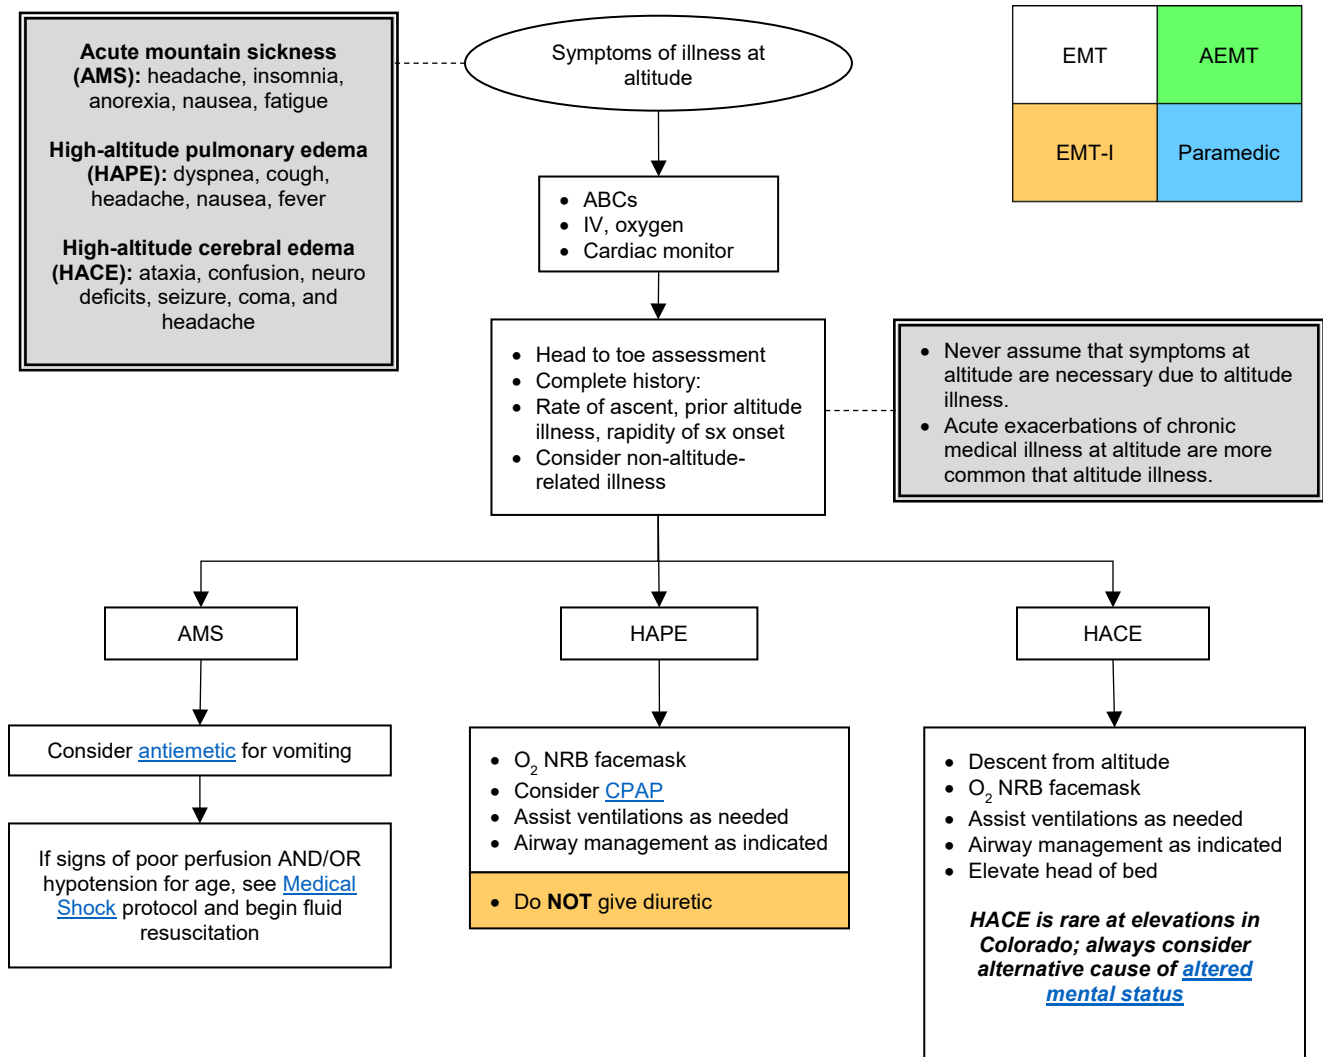 Acute mountain sickness
(AMS): headache, insomnia,
anorexia, nausea, fatigue
High-altitude pulmonary edema
(HAPE): dyspnea, cough,
headache, nausea, fever
High-altitude cerebral edema
(HACE): ataxia, confusion, neuro
deficits, seizure, coma, and
headache
Symptoms of illness at
altitude
EMT
AEMT
EMT-I
Paramedic
• ABCs
• IV, oxygen
• Cardiac monitor
• Head to toe assessment
• Complete history:
• Rate of ascent, prior altitude
illness, rapidity of sx onset
• Consider non-altitude-
related illness
• Never assume that symptoms at
altitude are necessary due to altitude
illness.
• Acute exacerbations of chronic
medical illness at altitude are more
common that altitude illness.
AMS
HAPE
HACE
Consider antiemetic for vomiting
If signs of poor perfusion AND/OR
hypotension for age, see Medical
Shock protocol and begin fluid
resuscitation
• O2 NRB facemask
• Consider CPAP
• Assist ventilations as needed
• Airway management as indicated
• Do NOT give diuretic
• Descent from altitude
• O2 NRB facemask
• Assist ventilations as needed
• Airway management as indicated
• Elevate head of bed
HACE is rare at elevations in
Colorado; always consider
alternative cause of altered
mental status